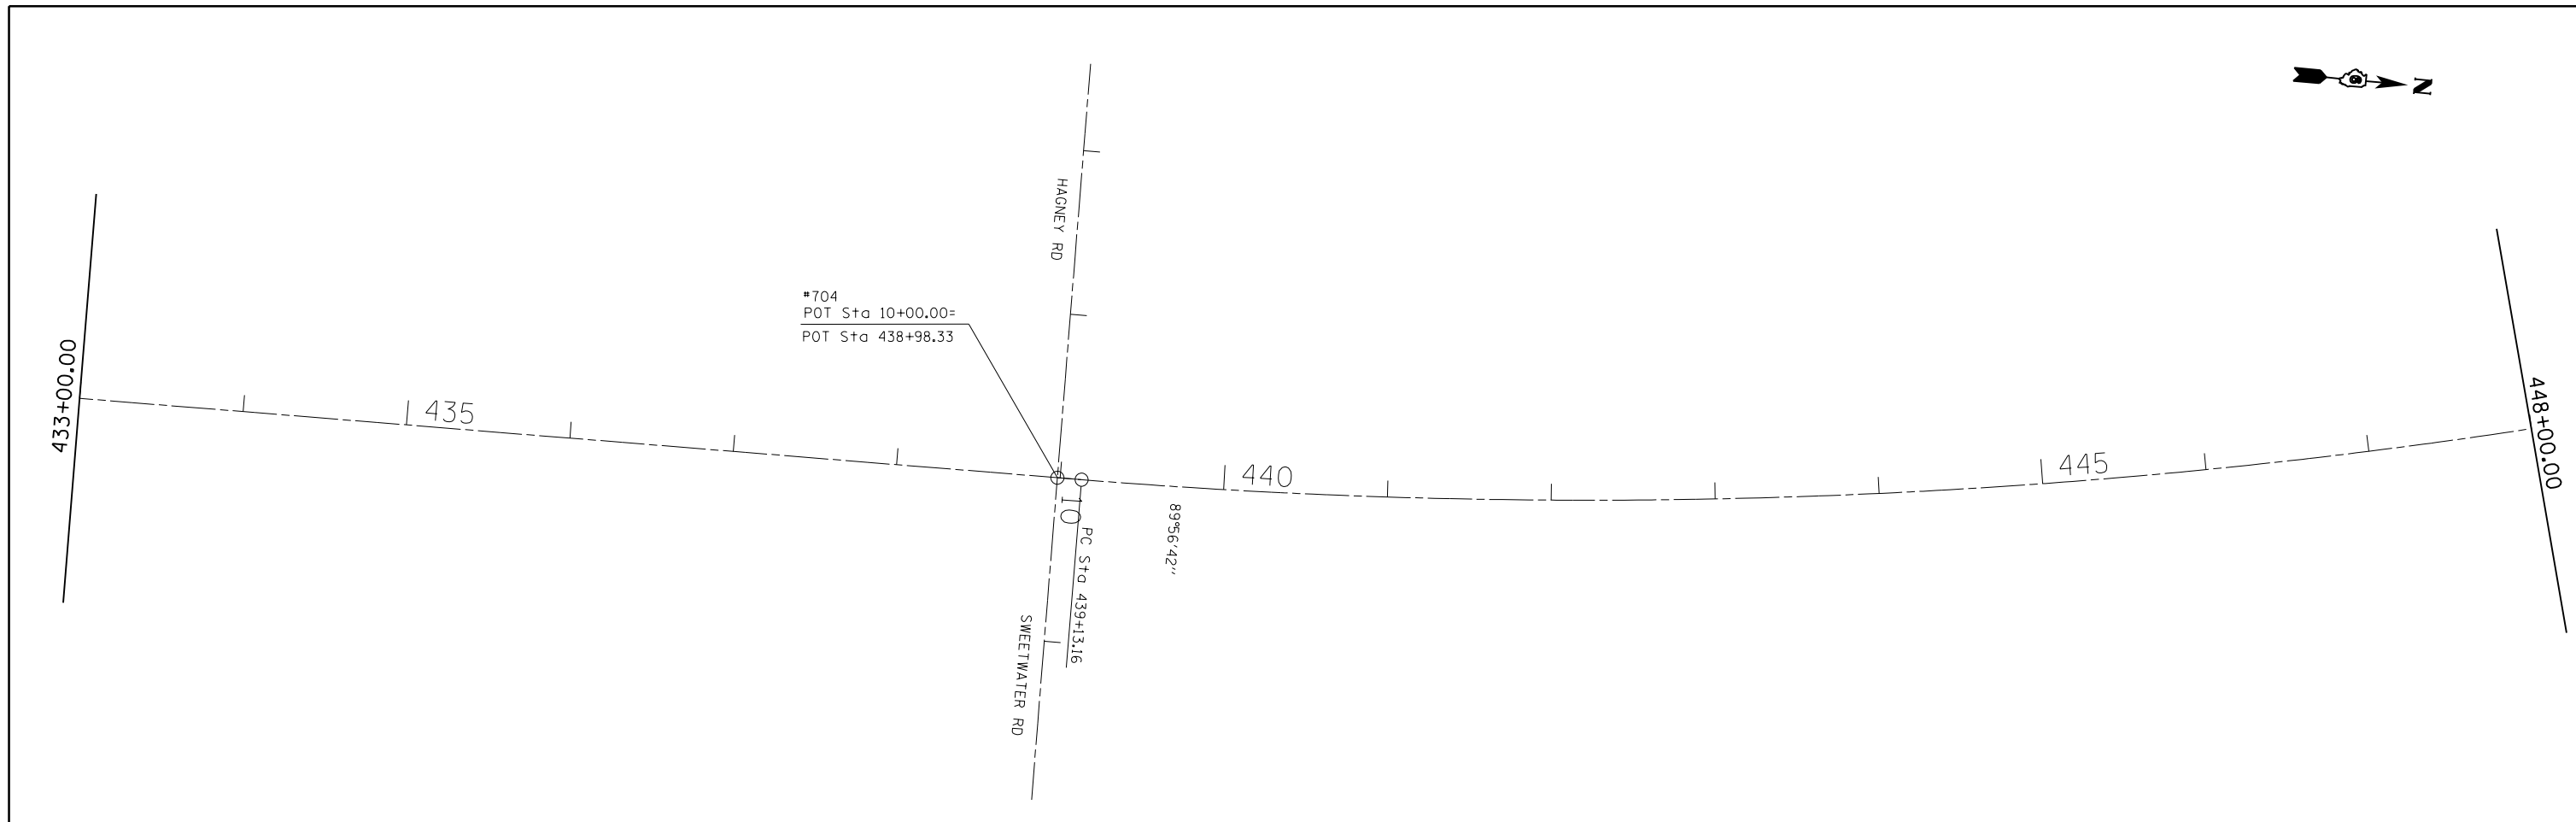 N
HAGNEY RD
#704
POT Sta 10+00.00=
POT Sta 438+98.33
433+00.00
435
440
445
448+00.00
10
PC Sta 439+13.16
89°56'42"
SWEETWATER RD